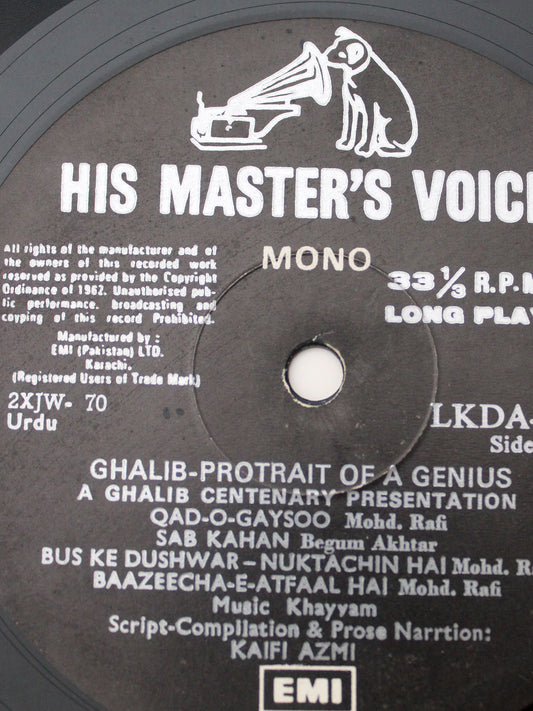 HIS MASTER'S VOICE
All rights of the manufacturer and of
the owners of this recorded work
reserved as provided by the Copyright
Ordinance of 1962. Unauthorised pub-
lic performance. broadcasting and
coyping of this record Prohibited.
Manufactured by :
EMI (Pakistan) LTD.
Karachi.
(Registered Users of Trade Mark.)
2XJW- 70
Urdu
MONO
33 1/3 R.P.M
LONG PLAY
LKDA-
Side
GHALIB-PROTRAIT OF A GENIUS
A GHALIB CENTENARY PRESENTATION
QAD-O-GAYSOO Mohd. Rafi
SAB KAHAN Begum Akhtar
BUS KE DUSHWAR- NUKTACHIN HAI Mohd. R
BAAZEECHA-E-ATFAAL HAI Mohd. Rafi
Music Khayyam
Script-Compilation & Prose Narrtion:
KAIFI AZMI
EMI